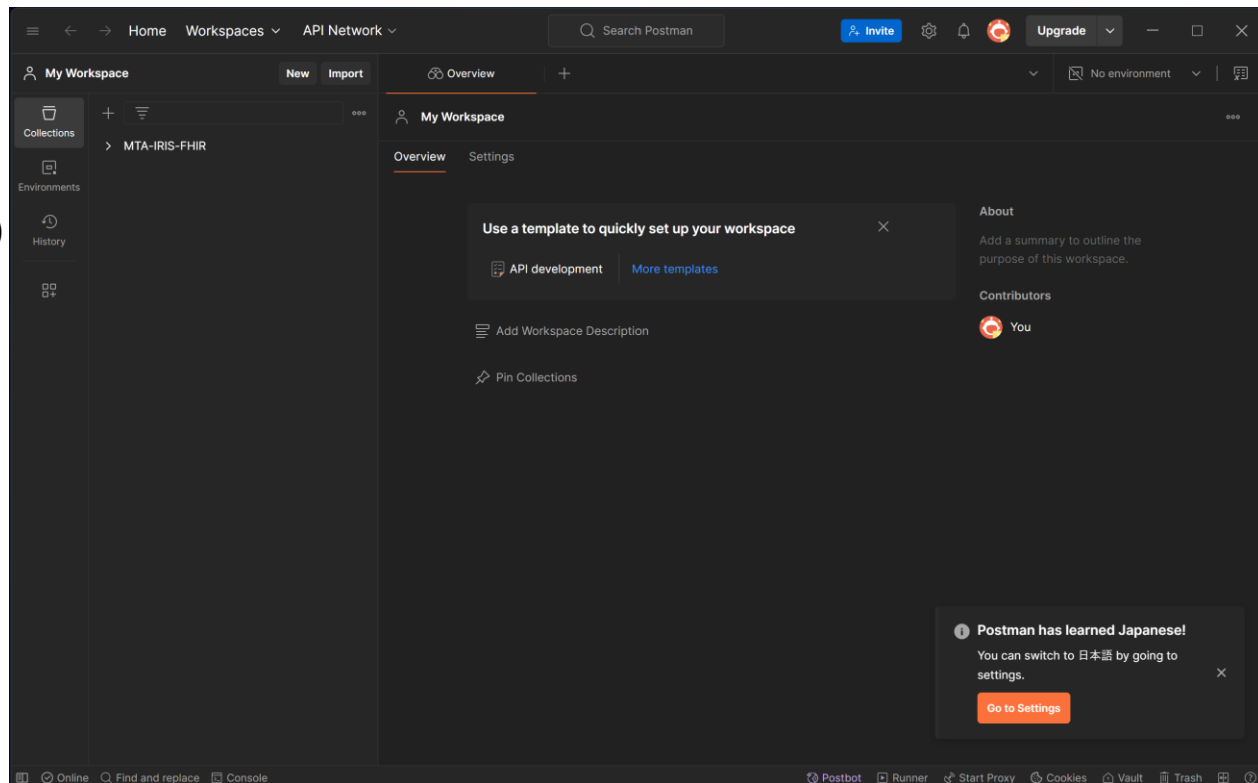 Home Workspaces API Network Search Postman Invite Upgrade
My Workspace New Import Overview No environment
Collections
MTA-IRIS-FHIR
Environments
History
My Workspace
Overview Settings
Use a template to quickly set up your workspace
API development More templates
Add Workspace Description
Pin Collections
About
Add a summary to outline the
purpose of this workspace.
Contributors
You
Postman has learned Japanese!
You can switch to 日本語 by going to
settings.
Go to Settings
Online Find and replace Console Postbot Runner Start Proxy Cookies Vault Trash